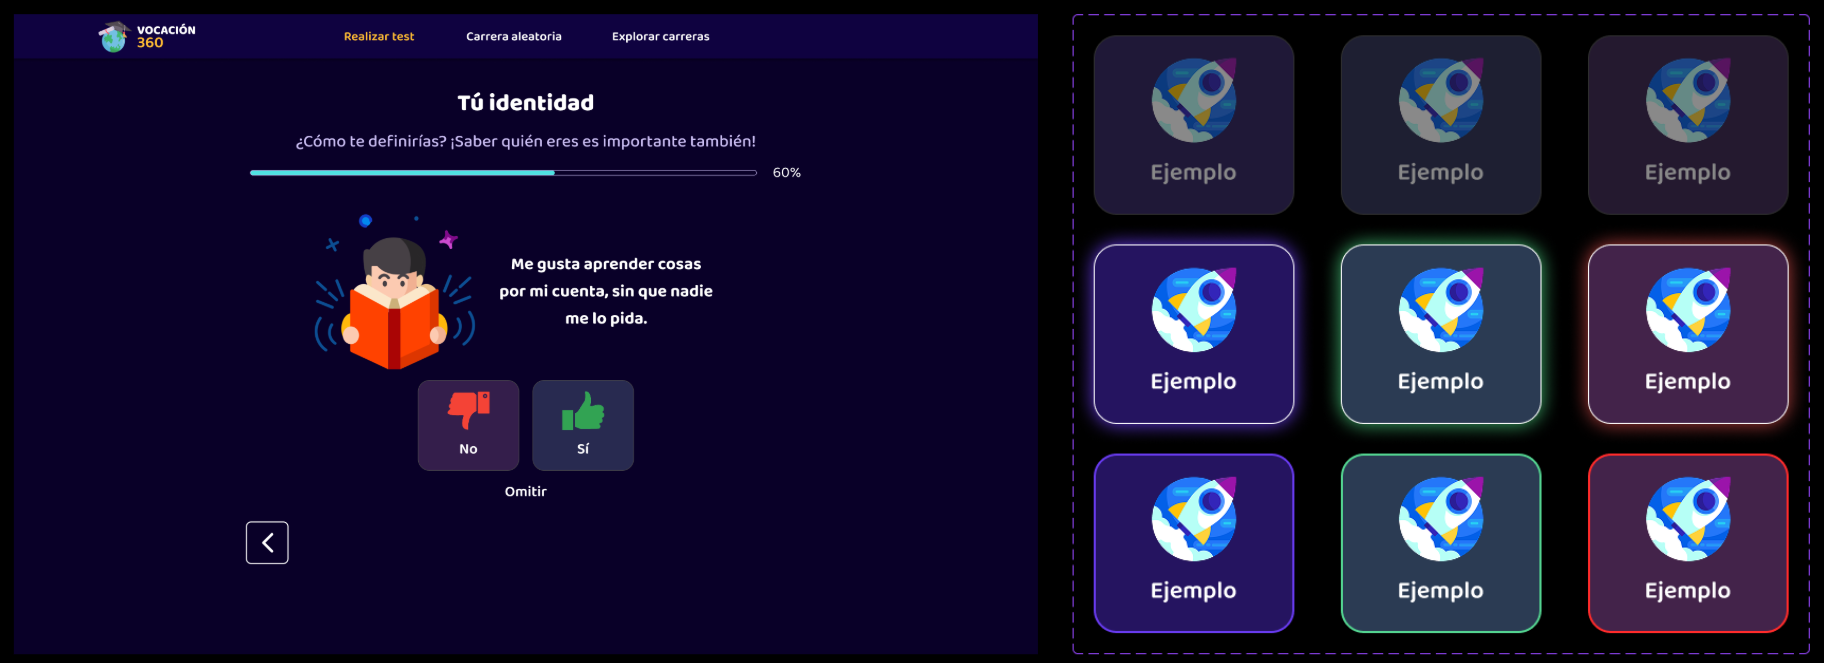 VOCACIÓN
360
Realizar test
Carrera aleatoria
Explorar carreras
Tú identidad
¿Cómo te definirías? ¡Saber quién eres es importante también!
60%
Me gusta aprender cosas
por mi cuenta, sin que nadie
me lo pida.
No
Sí
Omitir
Ejemplo
Ejemplo
Ejemplo
Ejemplo
Ejemplo
Ejemplo
Ejemplo
Ejemplo
Ejemplo